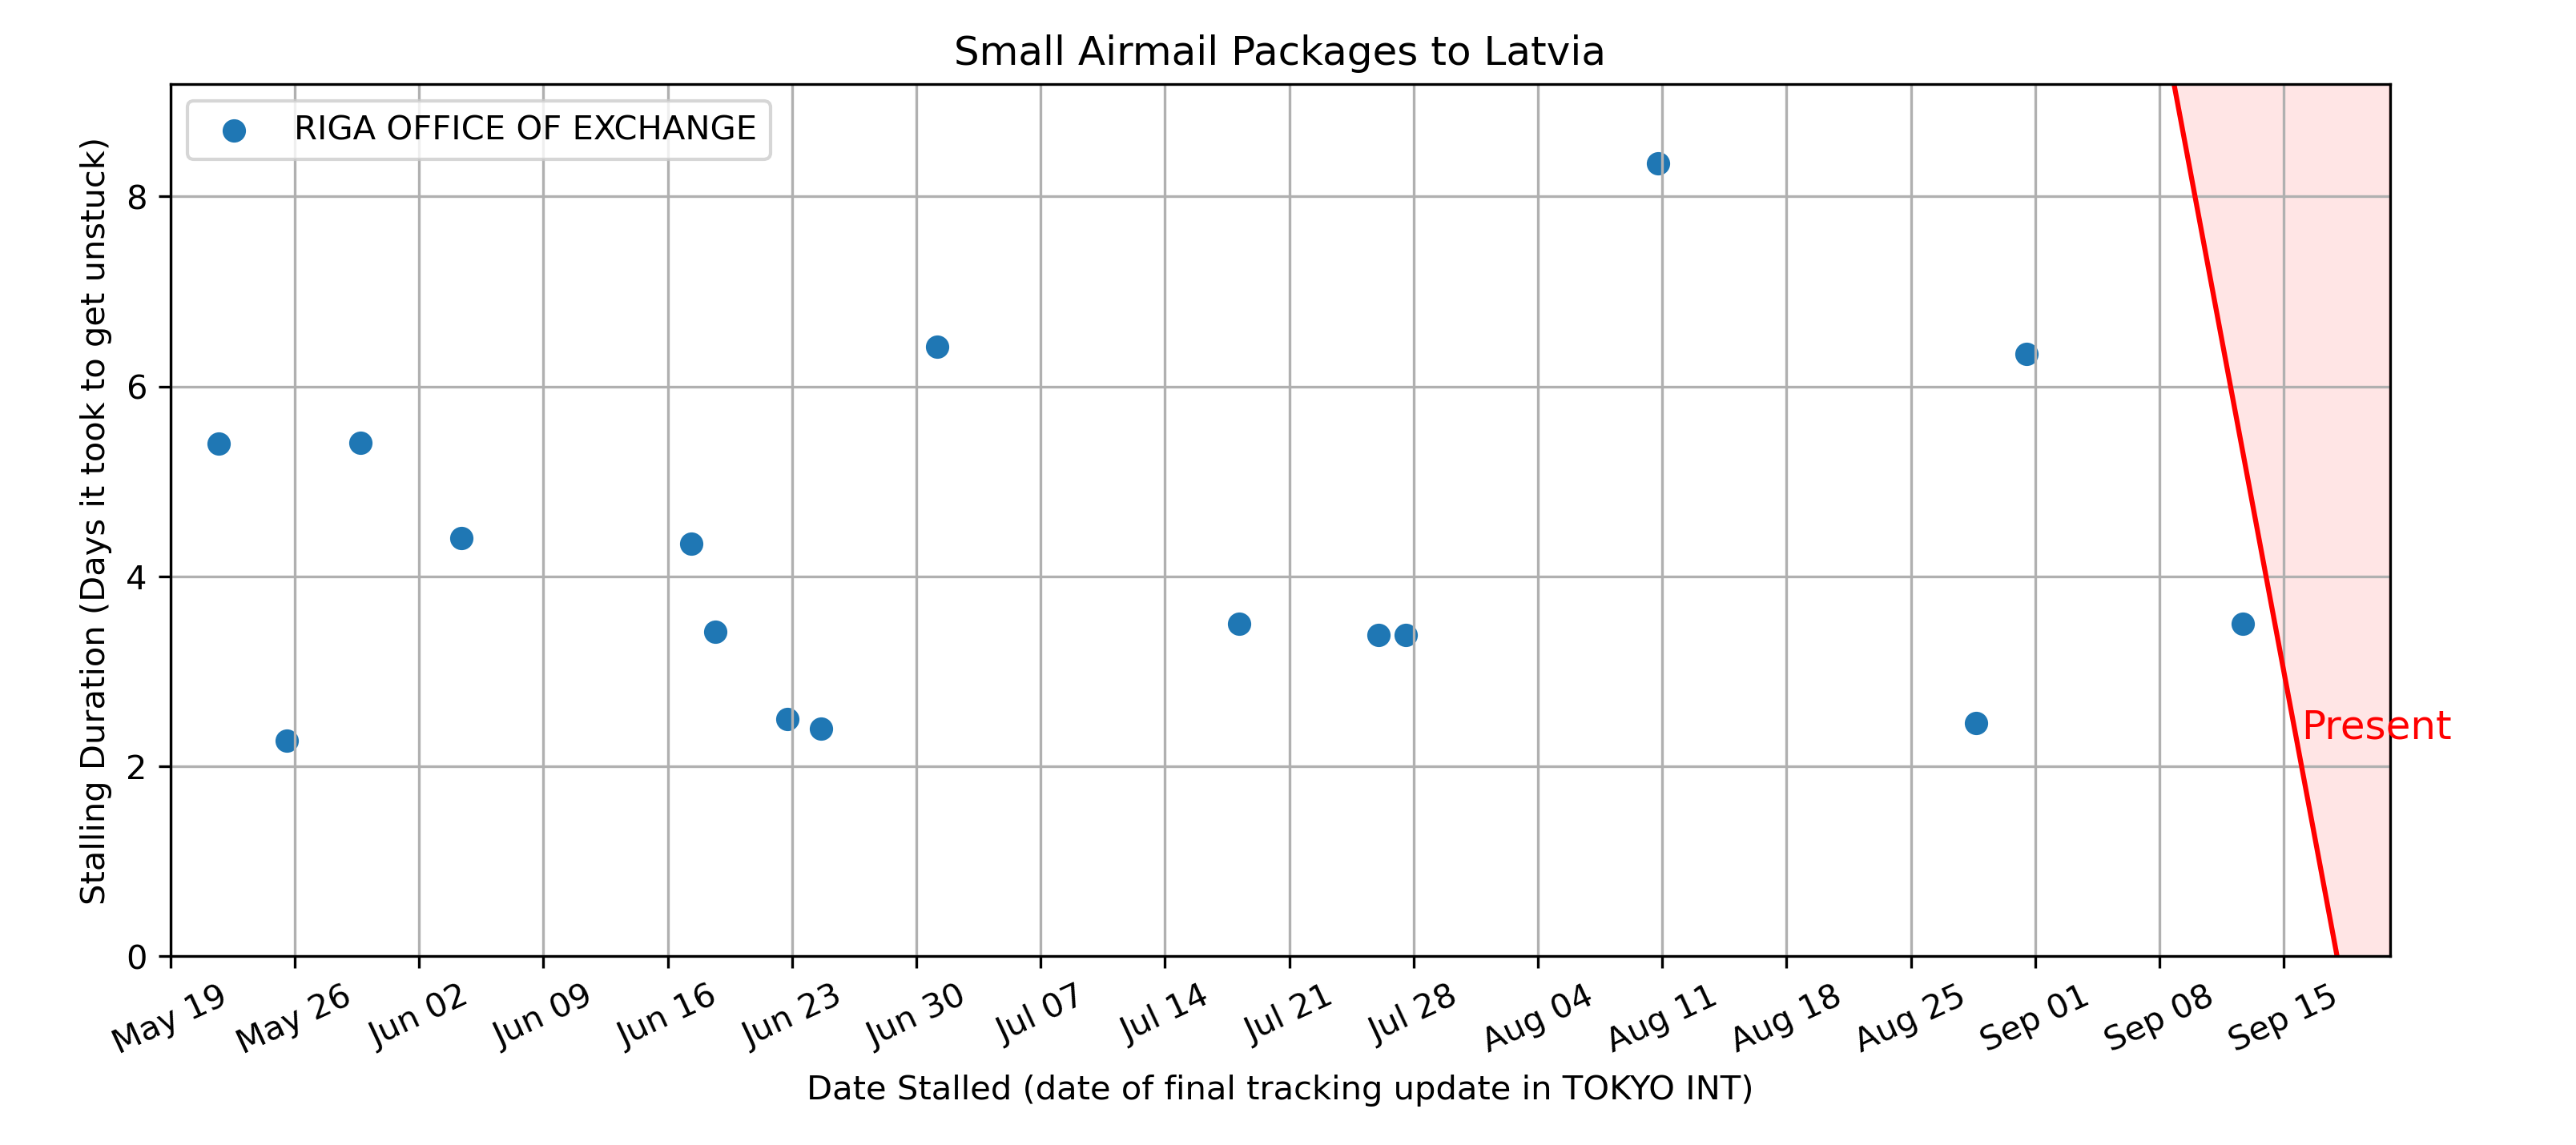 Small Airmail Packages to Latvia
RIGA OFFICE OF EXCHANGE
Stalling Duration (Days it took to get unstuck)
8
6
4
2
0
Present
May 19
May 26
Jun 02
Jun 09
Jun 16
Jun 23
Jun 30
Jul 07
Jul 14
Jul 21
Jul 28
Aug 04
Aug 11
Aug 18
Aug 25
Sep 01
Sep 08
Sep 15
Date Stalled (date of final tracking update in TOKYO INT)